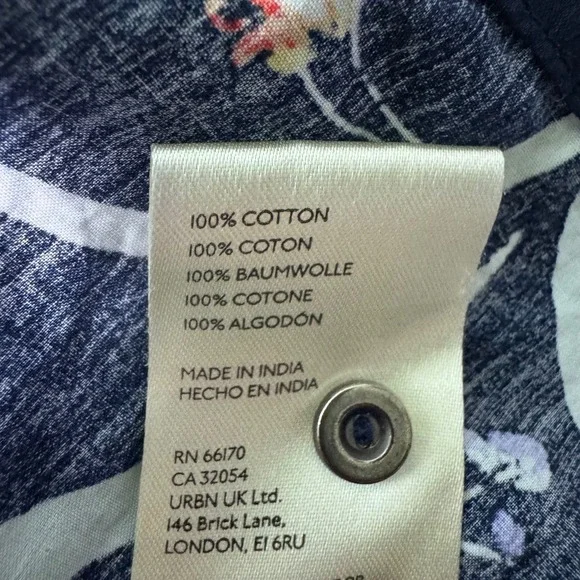 100% COTTON
100% COTON
100% BAUMWOLLE
100% COTONE
100% ALGODÓN
MADE IN INDIA
HECHO EN INDIA
RN 66170
CA 32054
URBN UK Ltd.
146 Brick Lane,
LONDON, E1 6RU